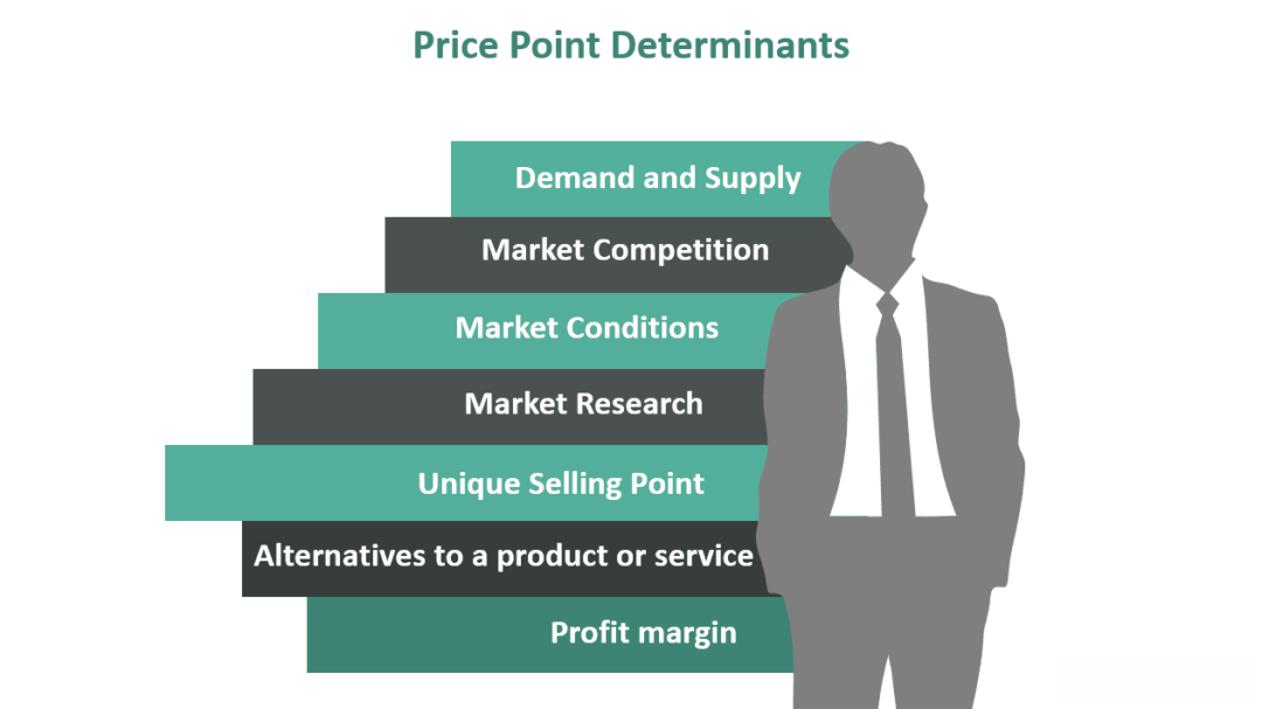 Price Point Determinants
Demand and Supply
Market Competition
Market Conditions
Market Research
Unique Selling Point
Alternatives to a product or service
Profit margin